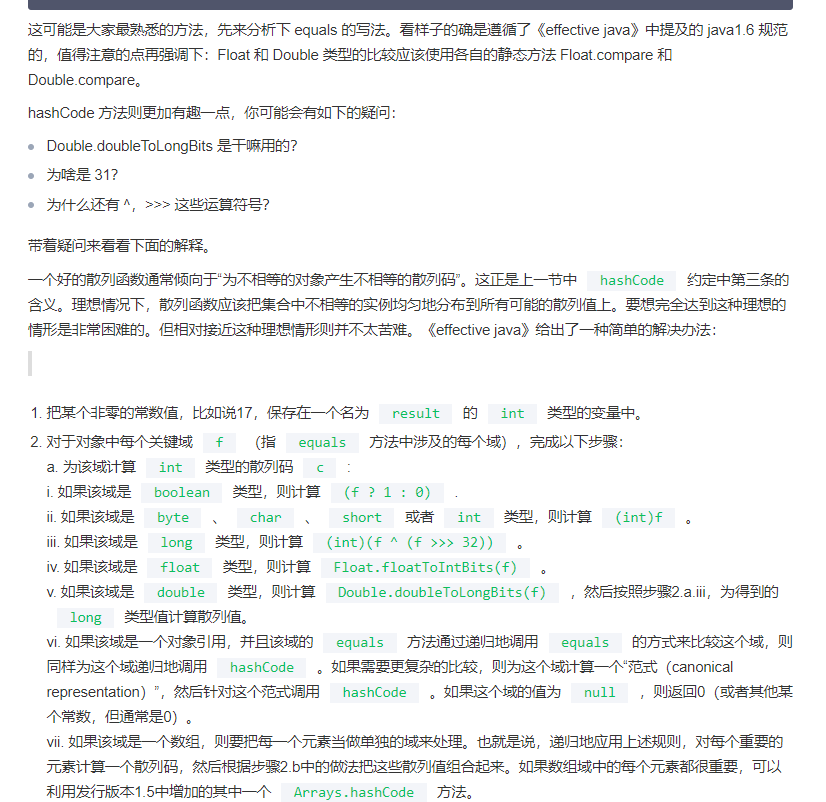 这可能是大家最熟悉的方法，先来分析下 equals 的写法。看样子的确是遵循了《effective java》中提及的 java1.6 规范
的，值得注意的点再强调下：Float 和 Double 类型的比较应该使用各自的静态方法 Float.compare 和
Double.compare。
hashCode 方法则更加有趣一点，你可能会有如下的疑问：
Double.doubleToLongBits 是干嘛用的？
为啥是 31？
为什么还有 ^，>>> 这些运算符号？
带着疑问来看看下面的解释。
一个好的散列函数通常倾向于“为不相等的对象产生不相等的散列码”。这正是上一节中 hashCode 约定中第三条的
含义。理想情况下，散列函数应该把集合中不相等的实例均匀地分布到所有可能的散列值上。要想完全达到这种理想的
情形是非常困难的。但相对接近这种理想情形则并不太苦难。《effective java》给出了一种简单的解决办法：
1. 把某个非零的常数值，比如说17，保存在一个名为 result 的 int 类型的变量中。
2. 对于对象中每个关键域 f （指 equals 方法中涉及的每个域），完成以下步骤：
a. 为该域计算 int 类型的散列码 c ：
i. 如果该域是 boolean 类型，则计算 (f ? 1 : 0) .
ii. 如果该域是 byte 、 char 、 short 或者 int 类型，则计算 (int)f 。
iii. 如果该域是 long 类型，则计算 (int)(f ^ (f >>> 32)) 。
iv. 如果该域是 float 类型，则计算 Float.floatToIntBits(f) 。
v. 如果该域是 double 类型，则计算 Double.doubleToLongBits(f) ，然后按照步骤2.a.iii，为得到的
long 类型值计算散列值。
vi. 如果该域是一个对象引用，并且该域的 equals 方法通过递归地调用 equals 的方式来比较这个域，则
同样为这个域递归地调用 hashCode 。如果需要更复杂的比较，则为这个域计算一个“范式（canonical
representation）”，然后针对这个范式调用 hashCode 。如果这个域的值为 null ，则返回0（或者其他某
个常数，但通常是0）。
vii. 如果该域是一个数组，则要把每一个元素当做单独的域来处理。也就是说，递归地应用上述规则，对每个重要的
元素计算一个散列码，然后根据步骤2.b中的做法把这些散列值组合起来。如果数组域中的每个元素都很重要，可以
利用发行版本1.5中增加的其中一个 Arrays.hashCode 方法。